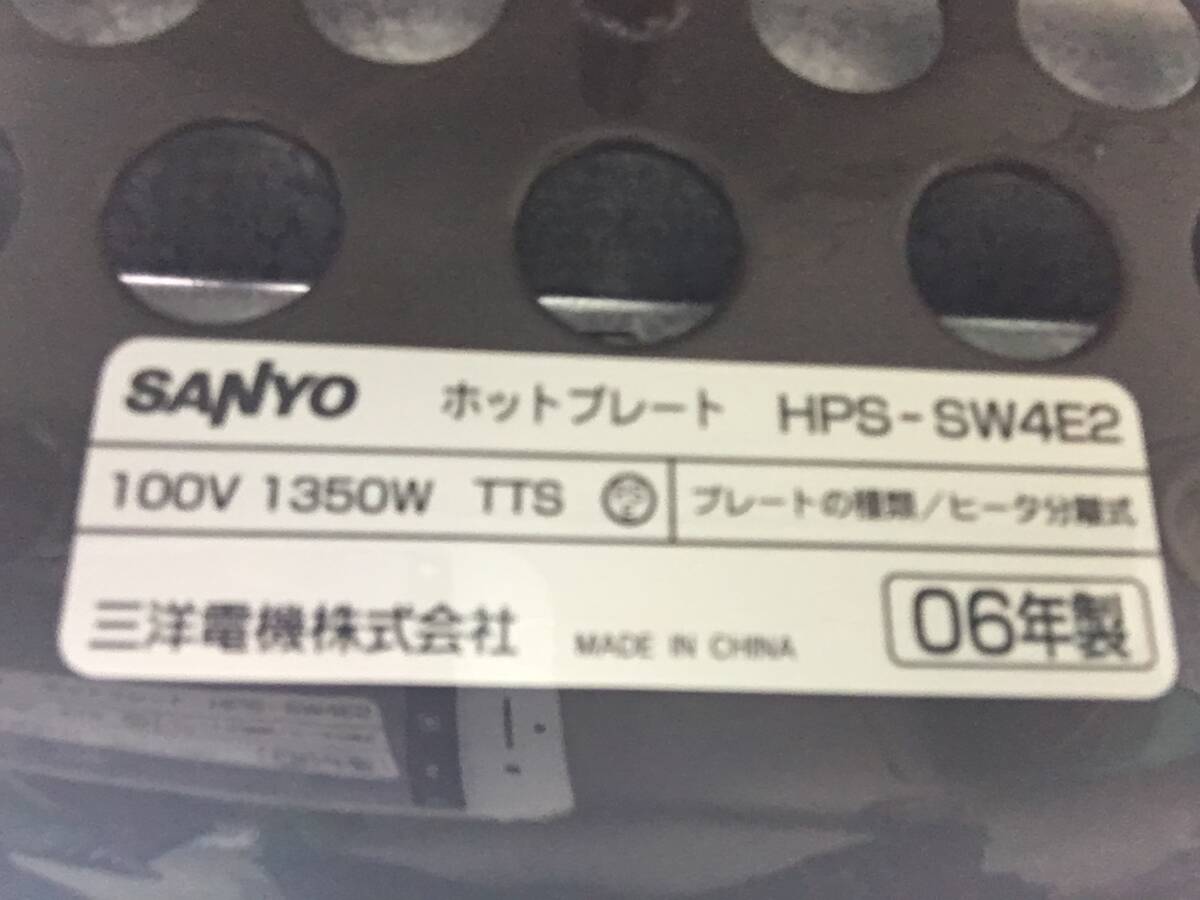 SANYO ホットプレート HPS-SW4E2
100V 1350W TTS プレートの種類/ヒータ分離式
三洋電機株式会社 MADE IN CHINA 06年製
HPS-SW4E2